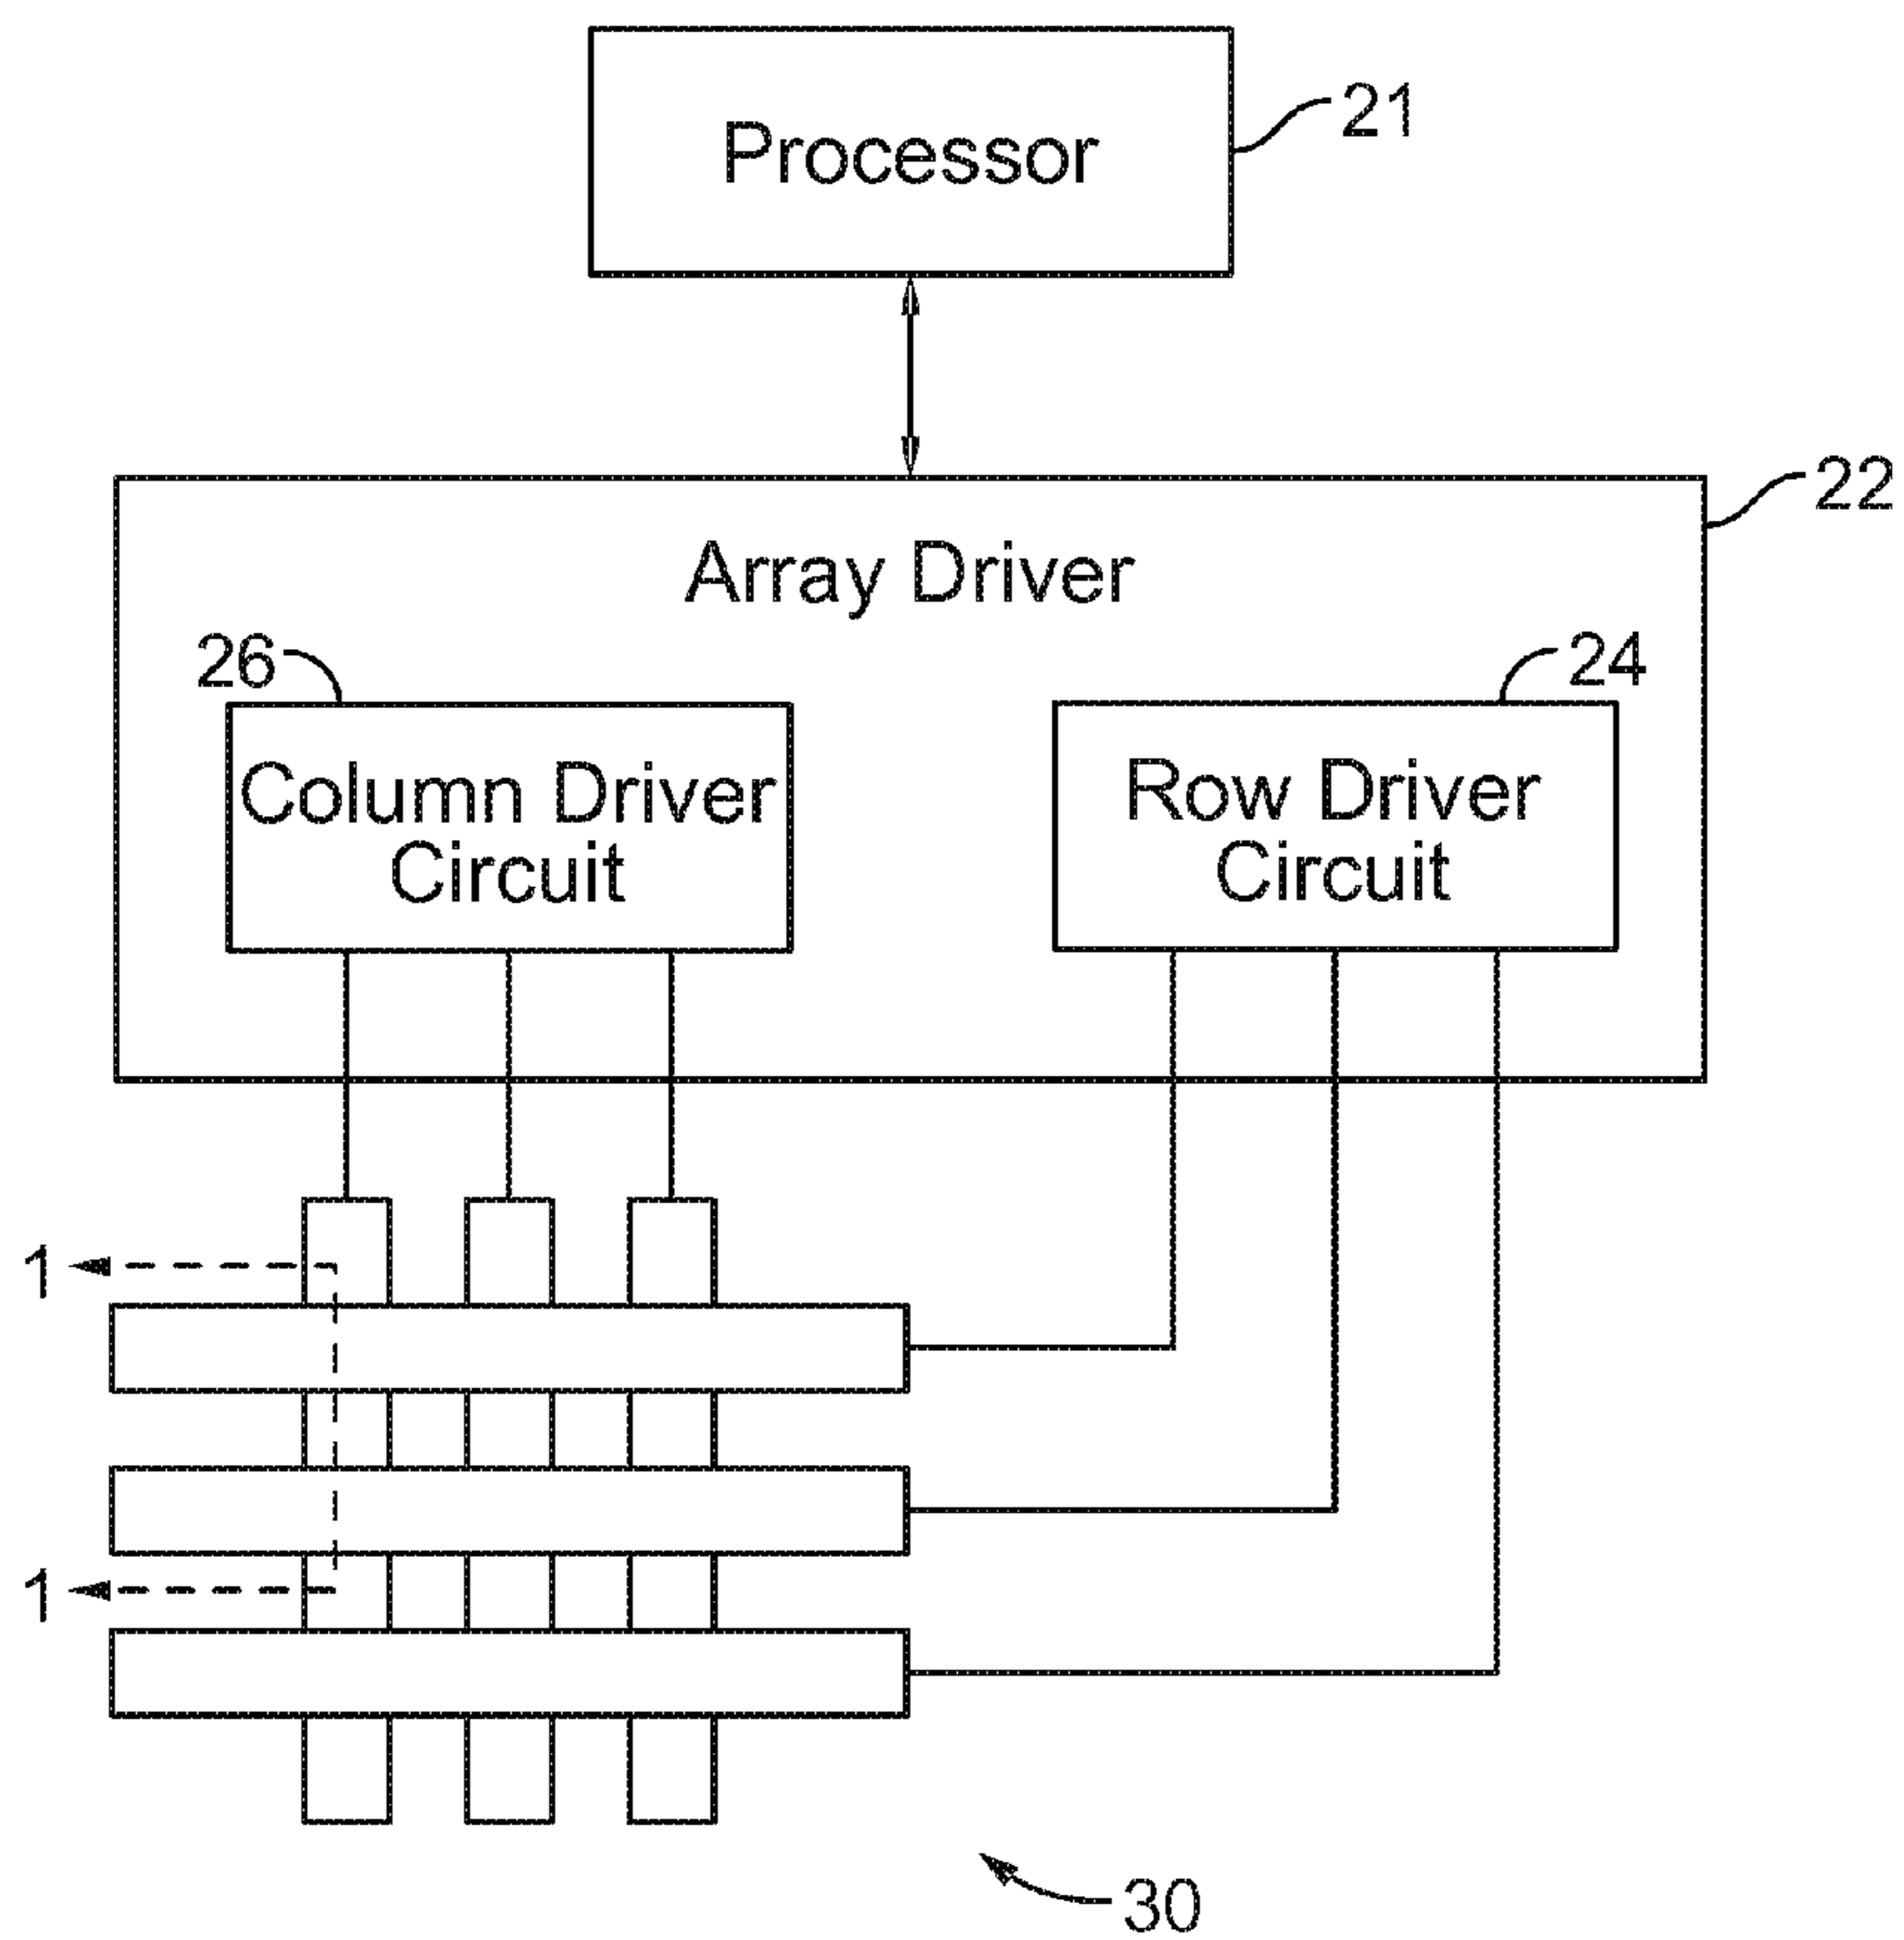 Processor
21
22
Array Driver
26
24
Column Driver
Circuit
Row Driver
Circuit
1
1
30